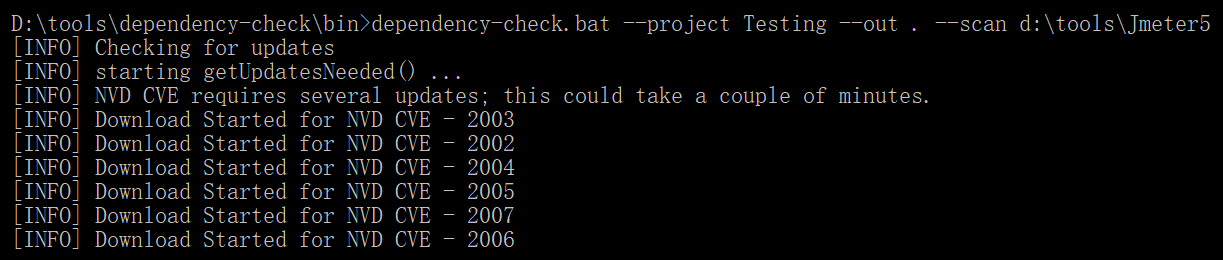 D:\tools\dependency-check\bin>dependency-check.bat --project Testing --out . --scan d:\tools\Jmeter5
[INFO] Checking for updates
[INFO] starting getUpdatesNeeded() ...
[INFO] NVD CVE requires several updates; this could take a couple of minutes.
[INFO] Download Started for NVD CVE - 2003
[INFO] Download Started for NVD CVE - 2002
[INFO] Download Started for NVD CVE - 2004
[INFO] Download Started for NVD CVE - 2005
[INFO] Download Started for NVD CVE - 2007
[INFO] Download Started for NVD CVE - 2006